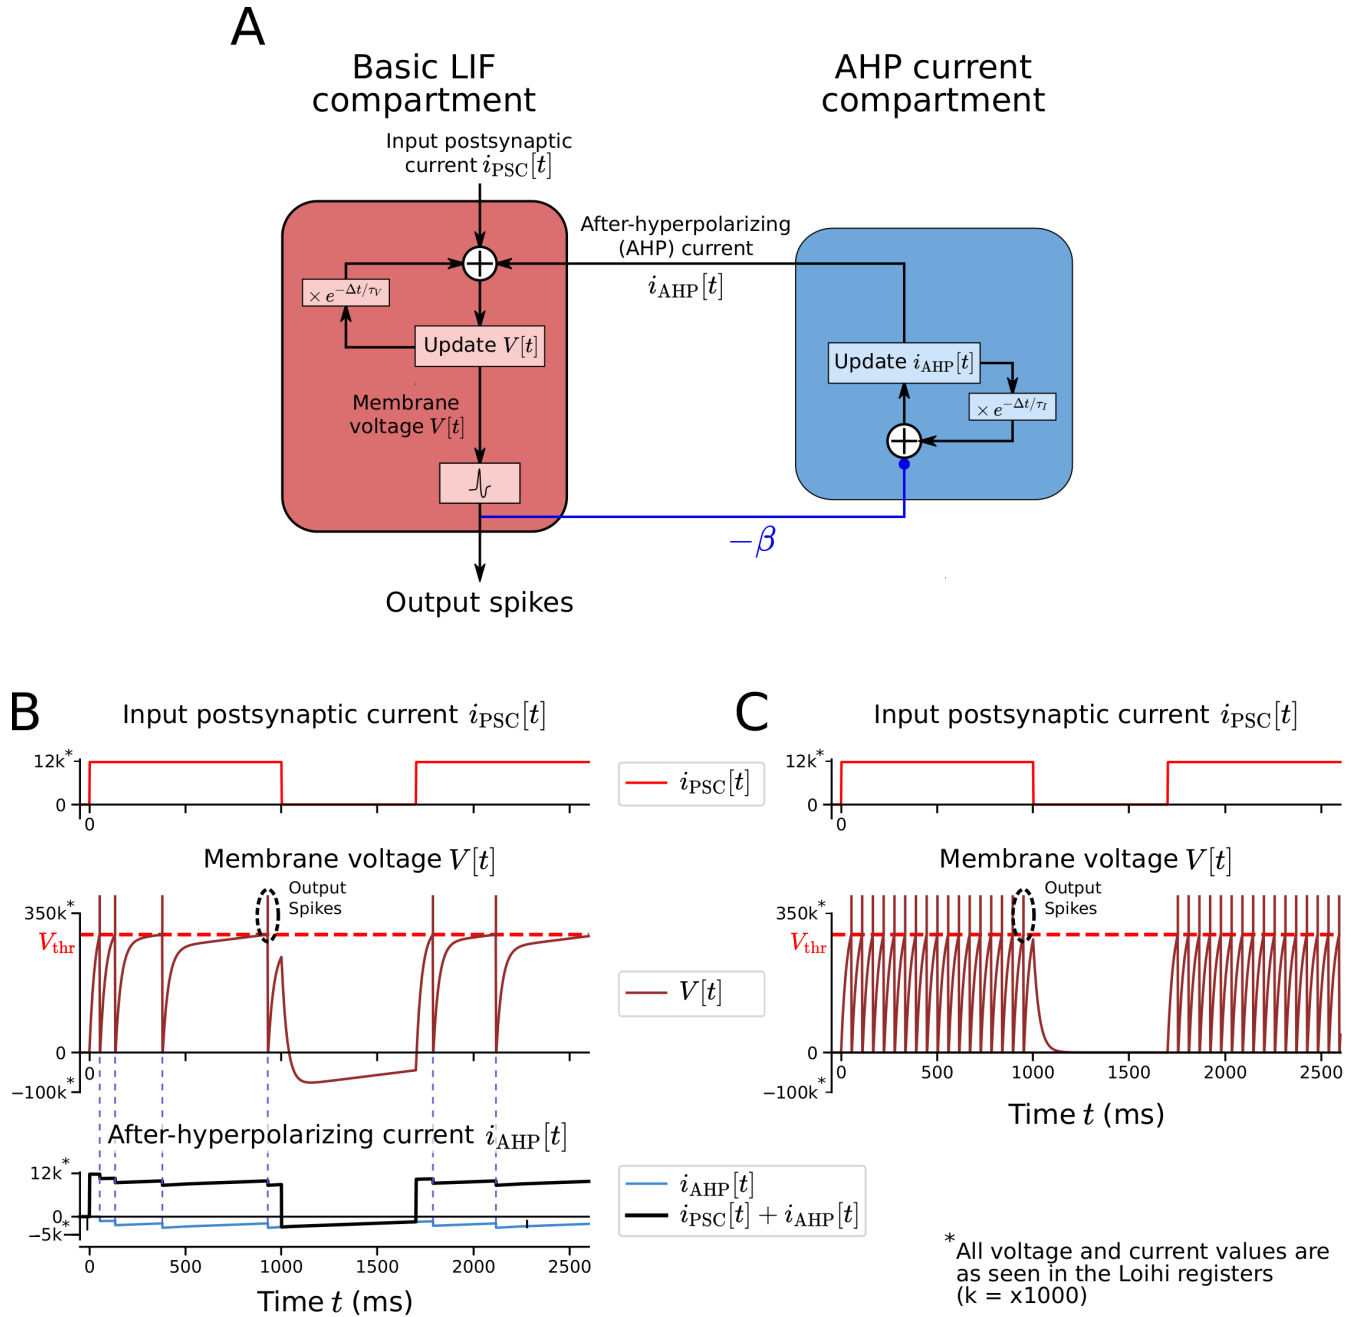 A
Basic LIF
compartment
AHP current
compartment
Input postsynaptic
current i_PSC[t]
After-hyperpolarizing
(AHP) current
i_AHP[t]
× e^{−Δt/τ_V}
Update V[t]
Membrane
voltage V[t]
Update i_AHP[t]
× e^{−Δt/τ_I}
−β
Output spikes
B
Input postsynaptic current i_PSC[t]
12k*
0
0
i_PSC[t]
Membrane voltage V[t]
Output
Spikes
350k*
V_thr
0
0
−100k*
V[t]
After-hyperpolarizing current i_AHP[t]
12k*
0
−5k*
0 500 1000 1500 2000 2500
Time t (ms)
i_AHP[t]
i_PSC[t] + i_AHP[t]
C
Input postsynaptic current i_PSC[t]
12k*
0
0
Membrane voltage V[t]
Output
Spikes
350k*
V_thr
0
−100k*
0 500 1000 1500 2000 2500
Time t (ms)
*All voltage and current values are
as seen in the Loihi registers
(k = x1000)